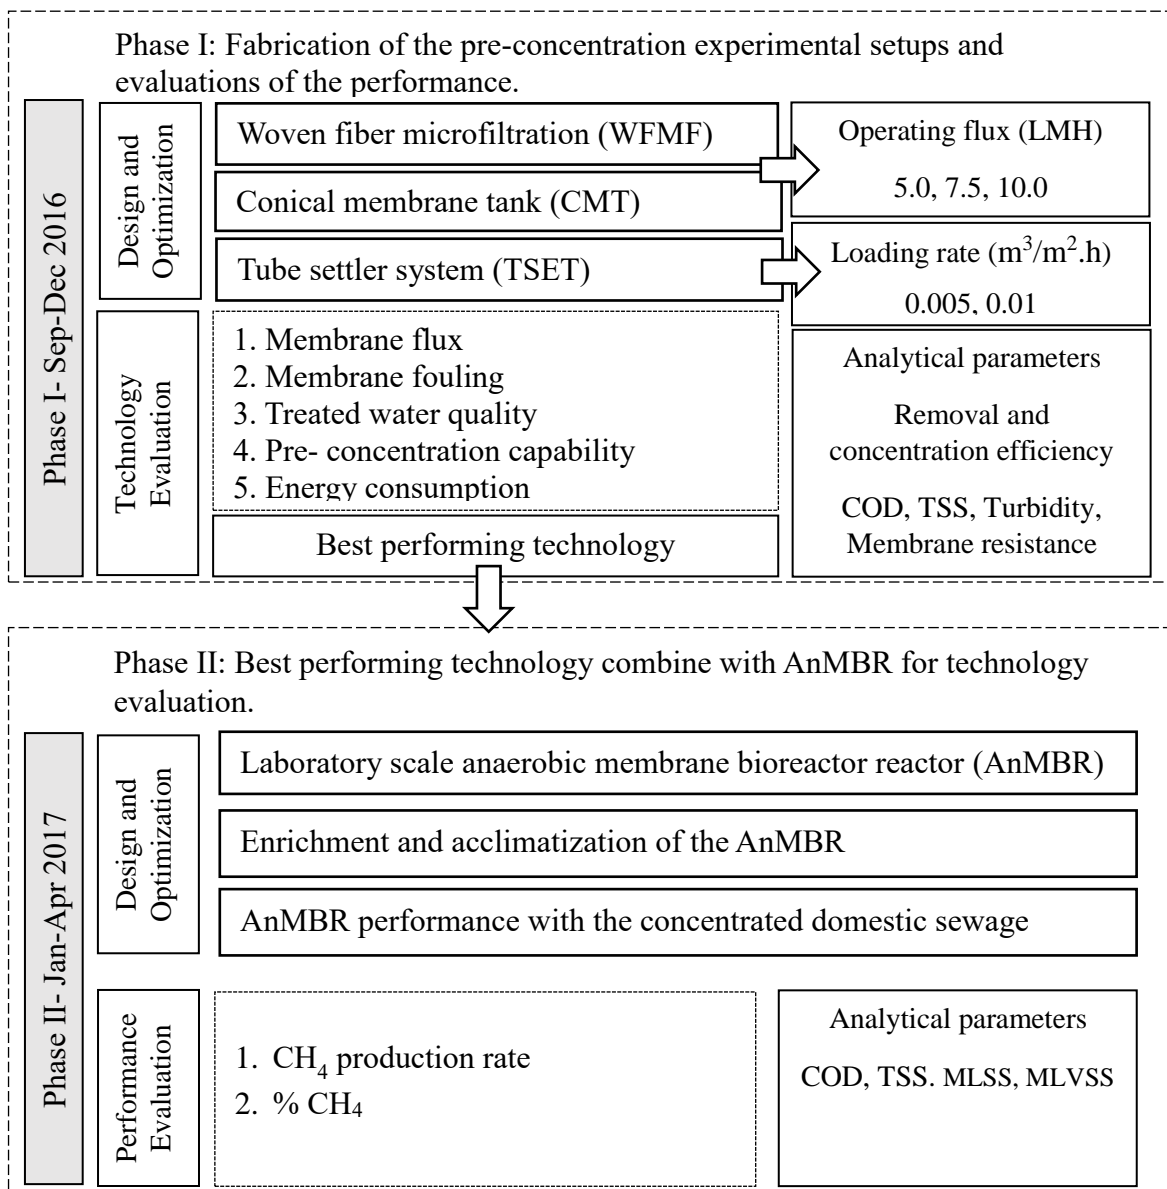 Phase I: Fabrication of the pre-concentration experimental setups and
evaluations of the performance.
Phase I- Sep-Dec 2016
Design and
Optimization
Woven fiber microfiltration (WFMF)
Conical membrane tank (CMT)
Tube settler system (TSET)
Operating flux (LMH)
5.0, 7.5, 10.0
Loading rate (m³/m².h)
0.005, 0.01
Technology
Evaluation
1. Membrane flux
2. Membrane fouling
3. Treated water quality
4. Pre- concentration capability
5. Energy consumption
Best performing technology
Analytical parameters
Removal and
concentration efficiency
COD, TSS, Turbidity,
Membrane resistance
Phase II: Best performing technology combine with AnMBR for technology
evaluation.
Phase II- Jan-Apr 2017
Design and
Optimization
Laboratory scale anaerobic membrane bioreactor reactor (AnMBR)
Enrichment and acclimatization of the AnMBR
AnMBR performance with the concentrated domestic sewage
Performance
Evaluation
1. CH₄ production rate
2. % CH₄
Analytical parameters
COD, TSS. MLSS, MLVSS